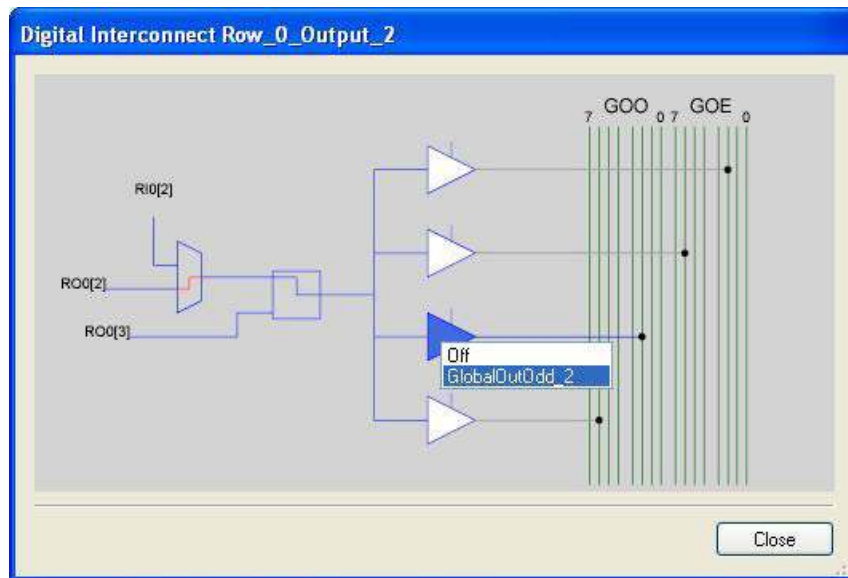 Digital Interconnect Row_0_Output_2
7 GOO 0 7 GOE 0
RI0[2]
RO0[2]
RO0[3]
Off
GlobalOutOdd_2
Close